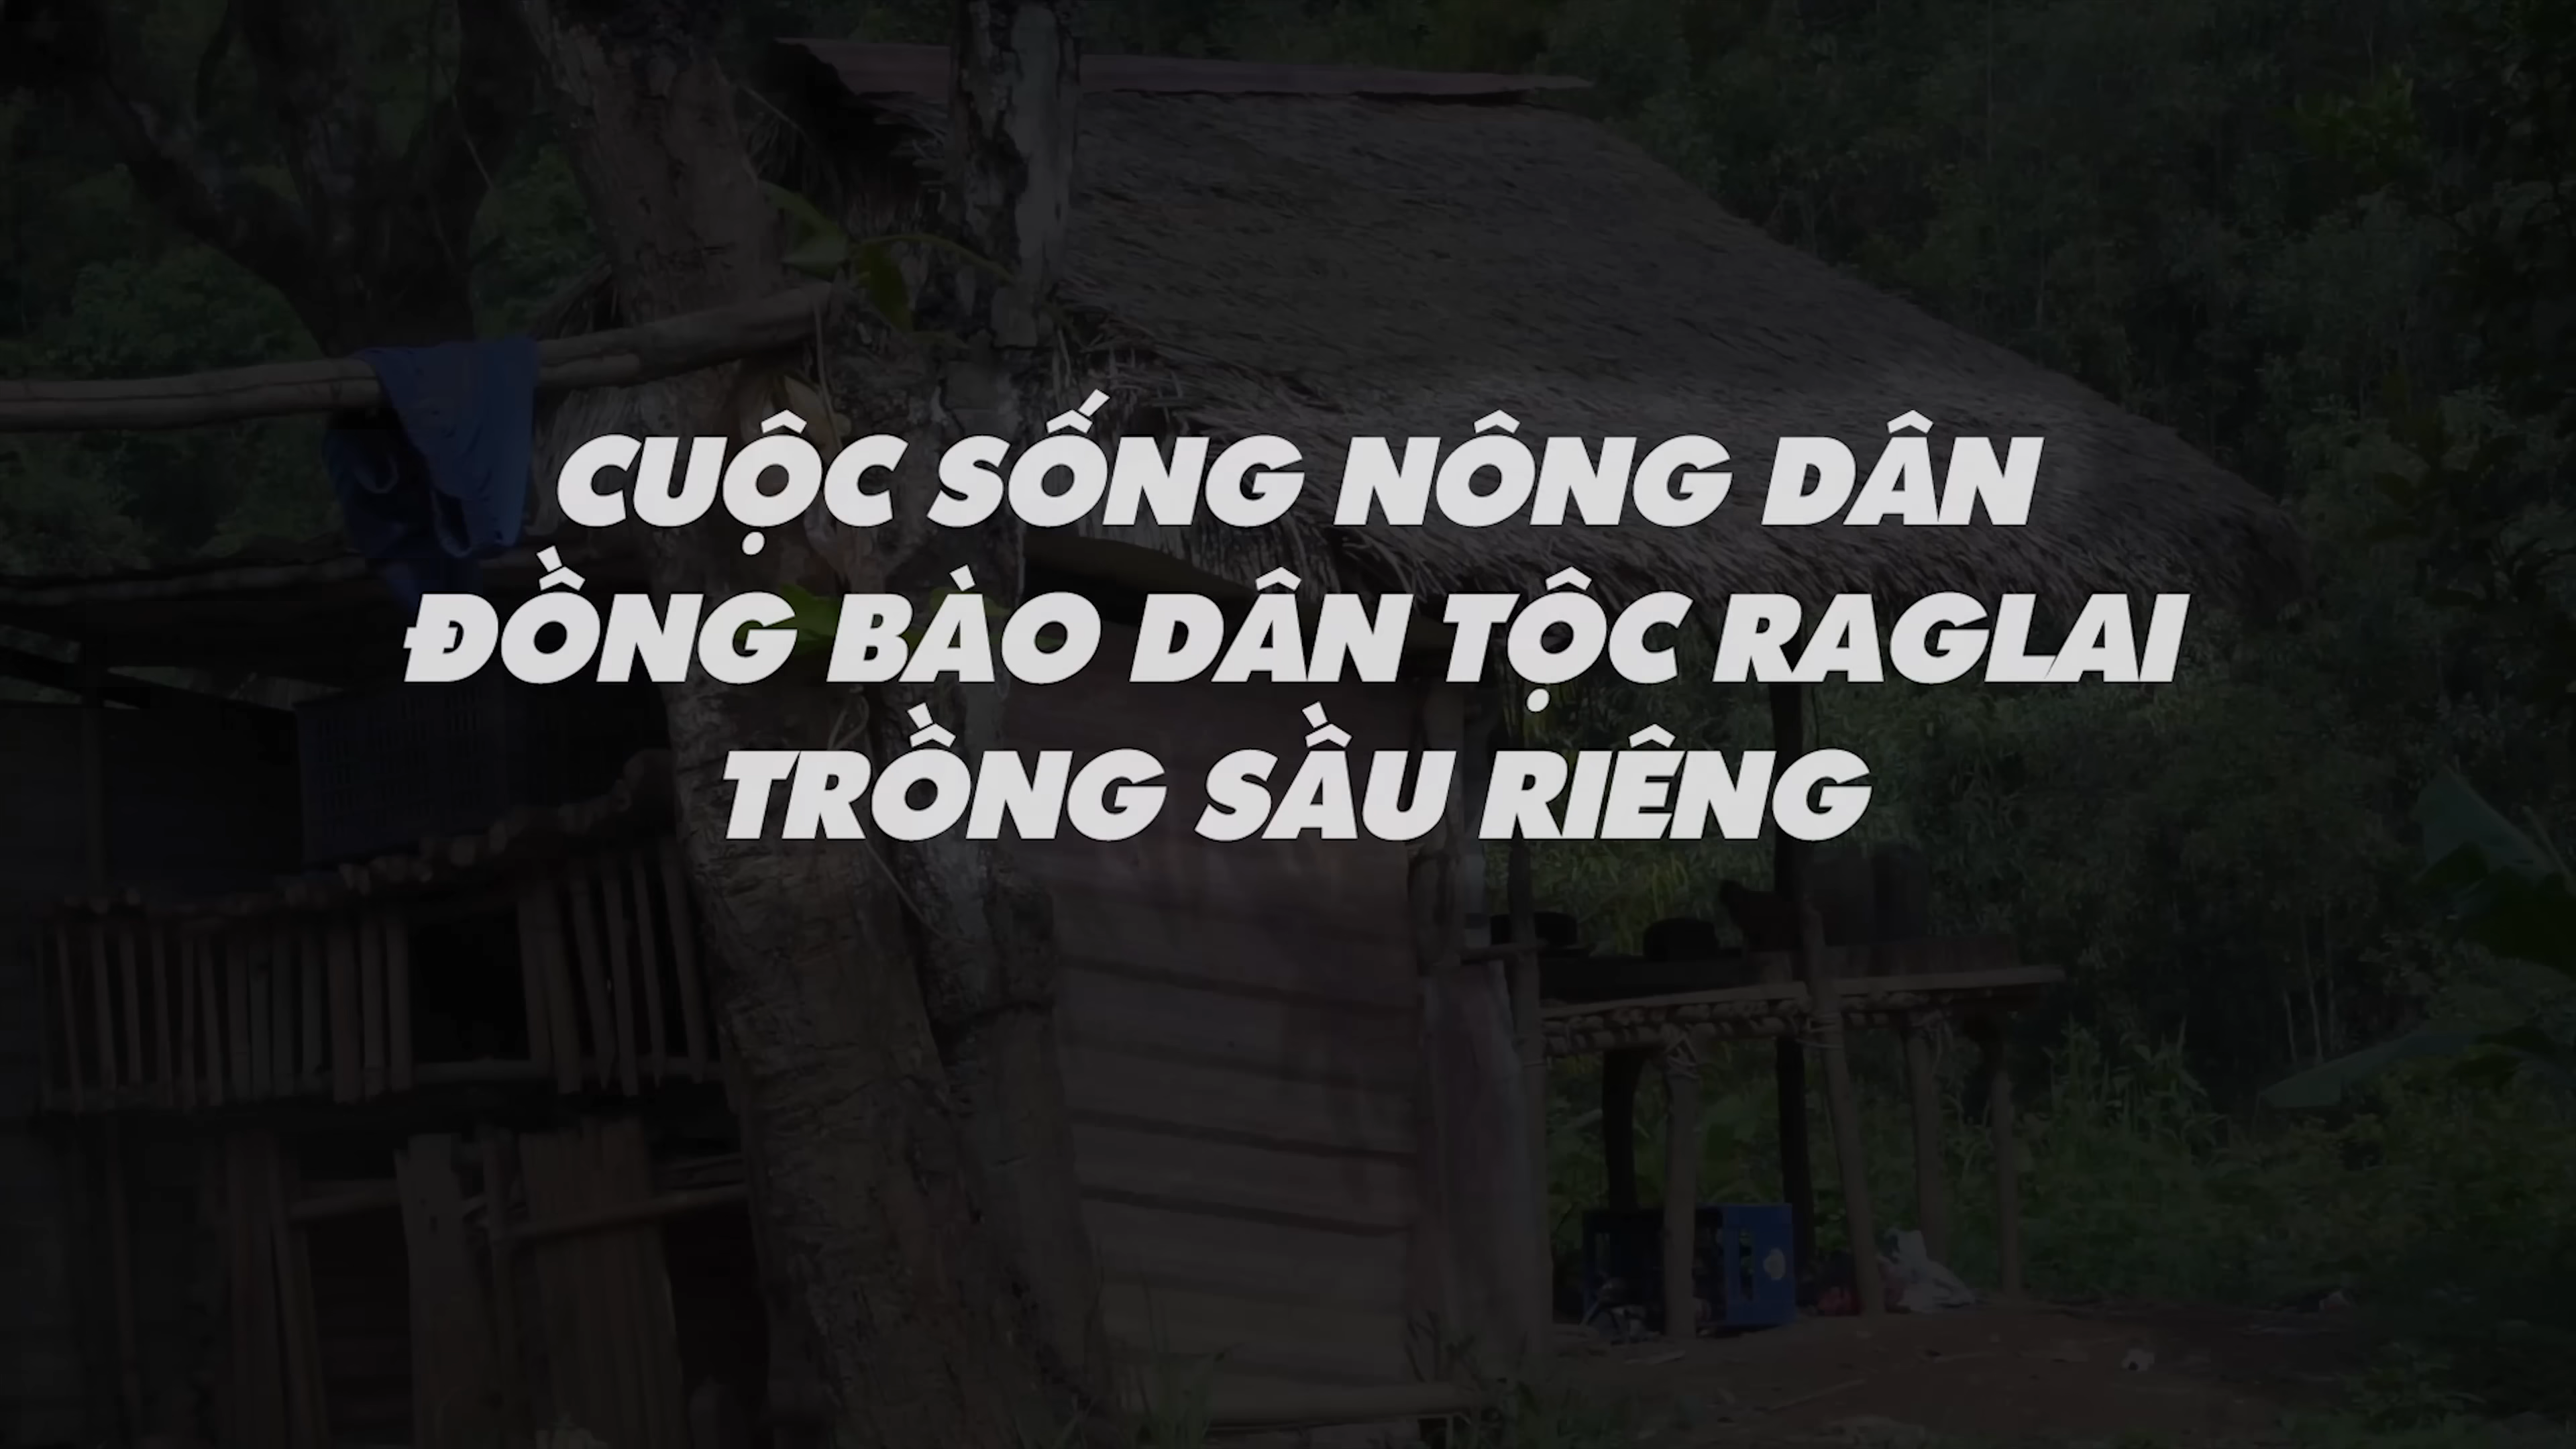 CUỘC SỐNG NÔNG DÂN
ĐỒNG BÀO DÂN TỘC RAGLAI
TRỒNG SẦU RIÊNG